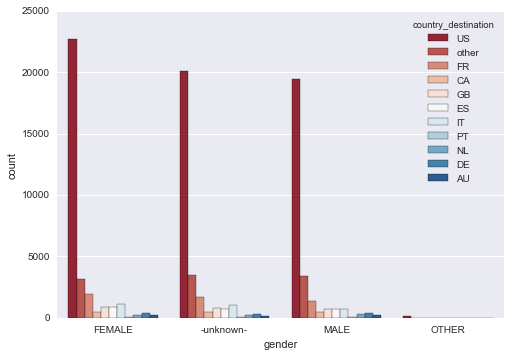 25000
20000
15000
10000
5000
0
count
country_destination
US
other
FR
CA
GB
ES
IT
PT
NL
DE
AU
FEMALE
-unknown-
MALE
OTHER
gender